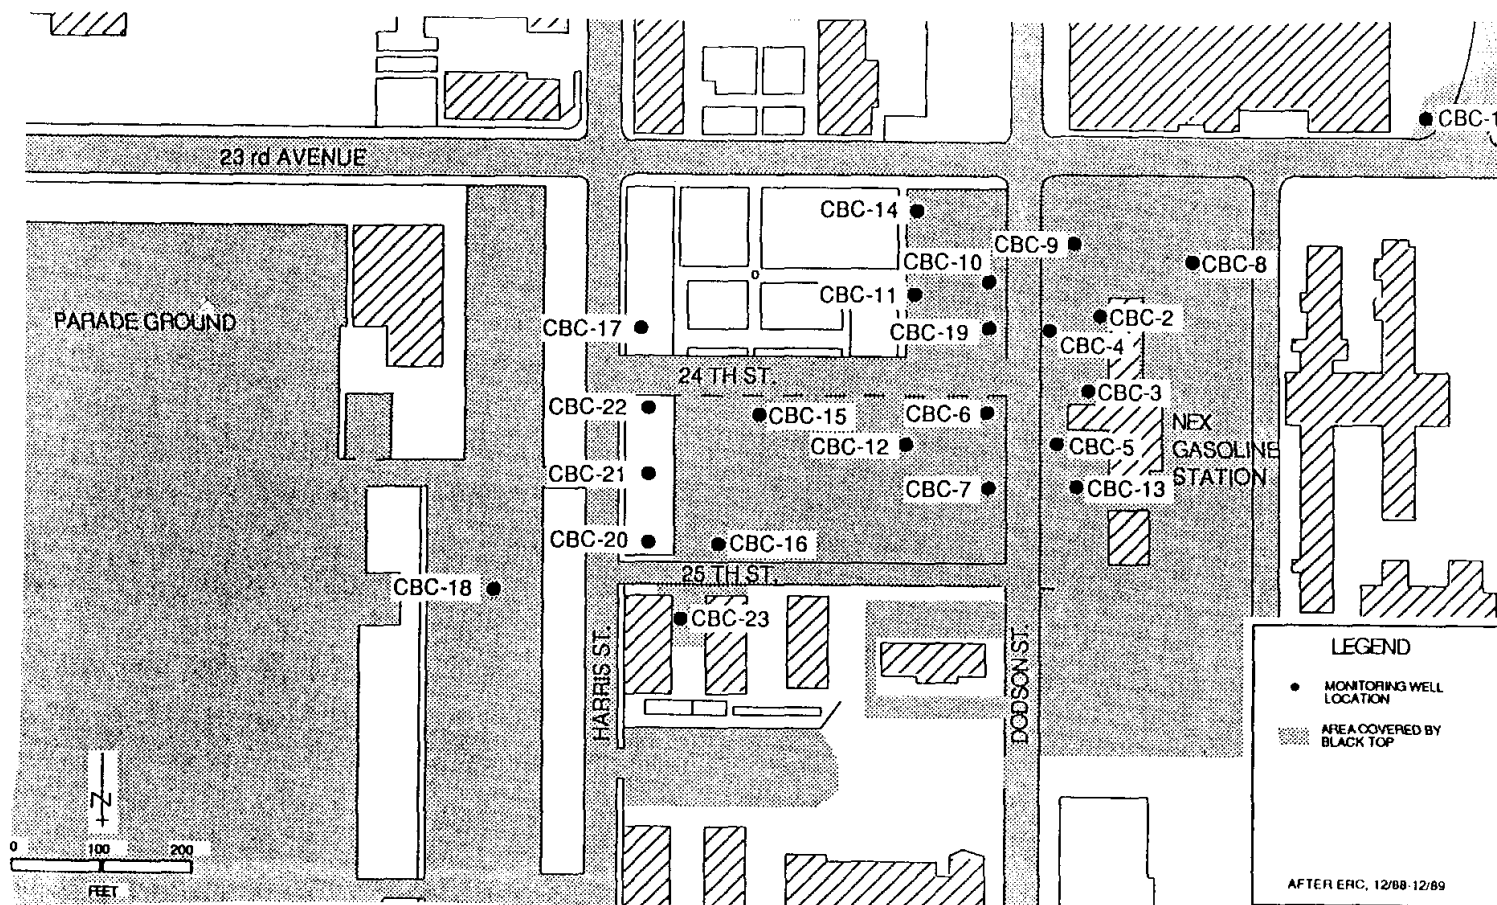 CBC-1
23 rd AVENUE
CBC-14
CBC-9
CBC-10
CBC-8
CBC-11
PARADE GROUND
CBC-17
CBC-19
CBC-2
CBC-4
24 TH ST.
CBC-3
CBC-22
CBC-15
CBC-6
NEX
GASOLINE
STATION
CBC-12
CBC-5
CBC-21
CBC-7
CBC-13
CBC-20
CBC-16
25 TH ST.
CBC-18
CBC-23
HARRIS ST.
DODSON ST.
LEGEND
MONITORING WELL
LOCATION
AREA COVERED BY
BLACK TOP
N
0 100 200
FEET
AFTER ERC, 12/88-12/89